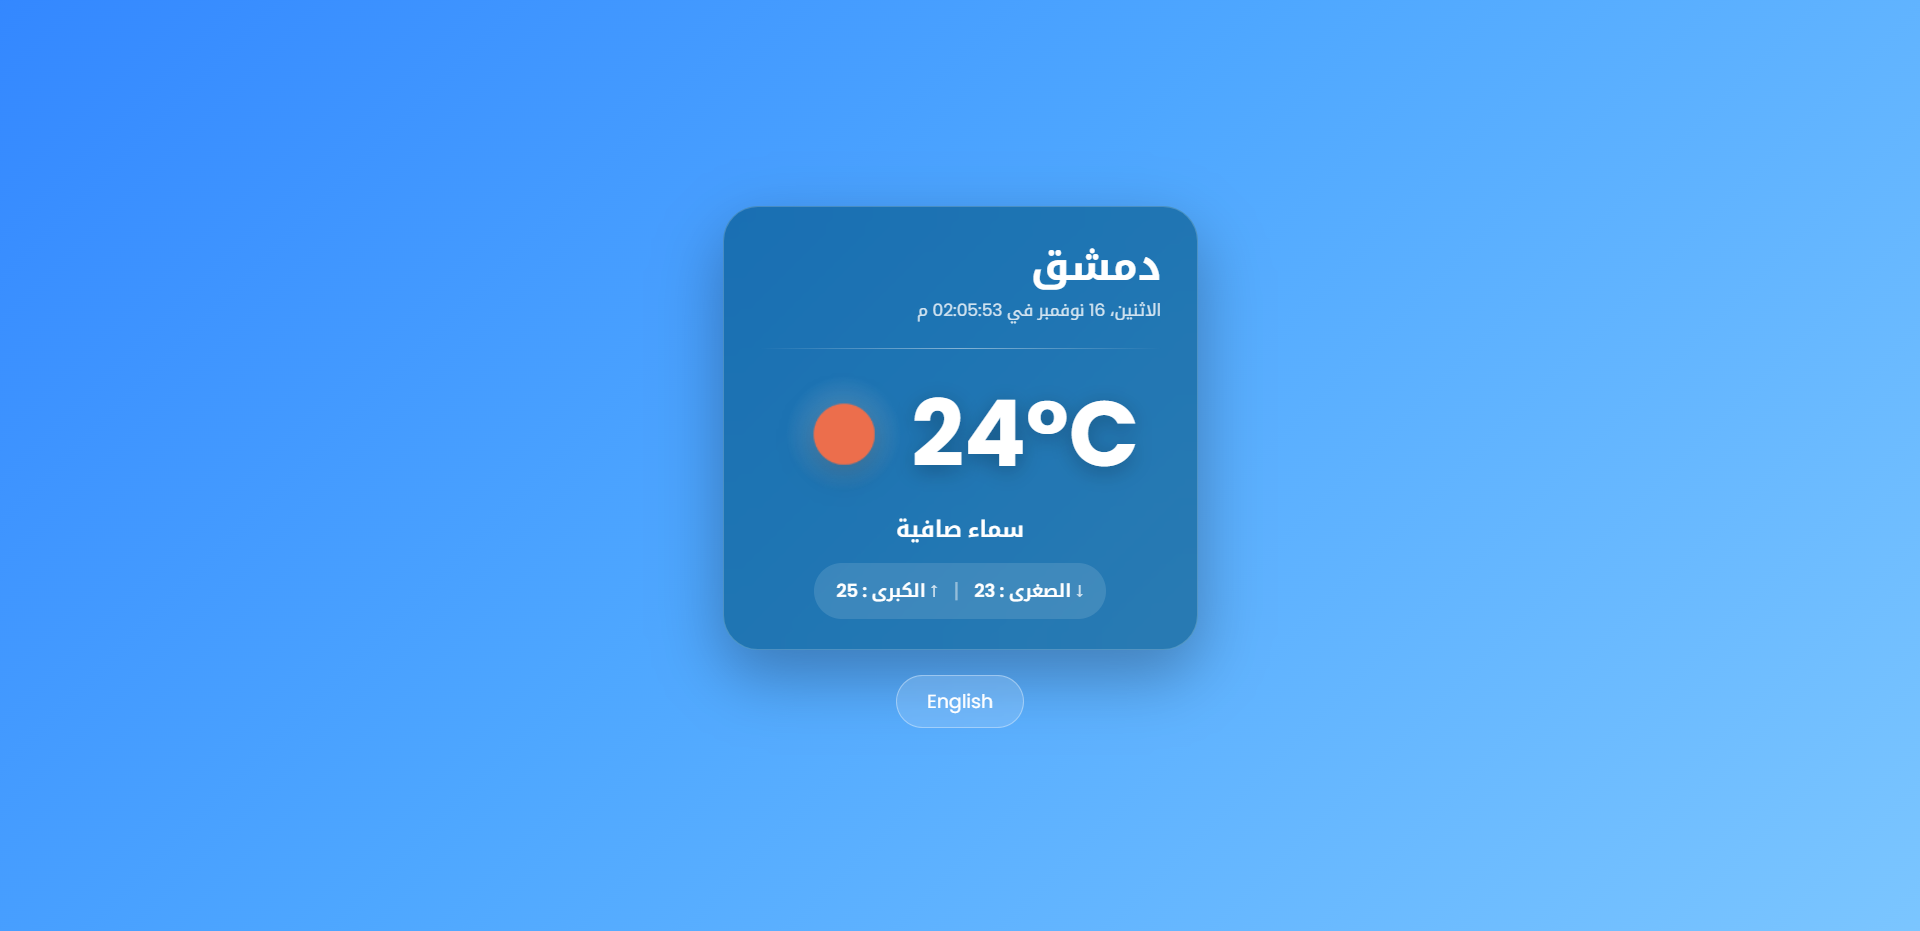 دمشق
الاثنين، 16 نوفمبر في 02:05:53 م
24°C
سماء صافية
↓ الصغرى : 23 | ↑ الكبرى : 25
English